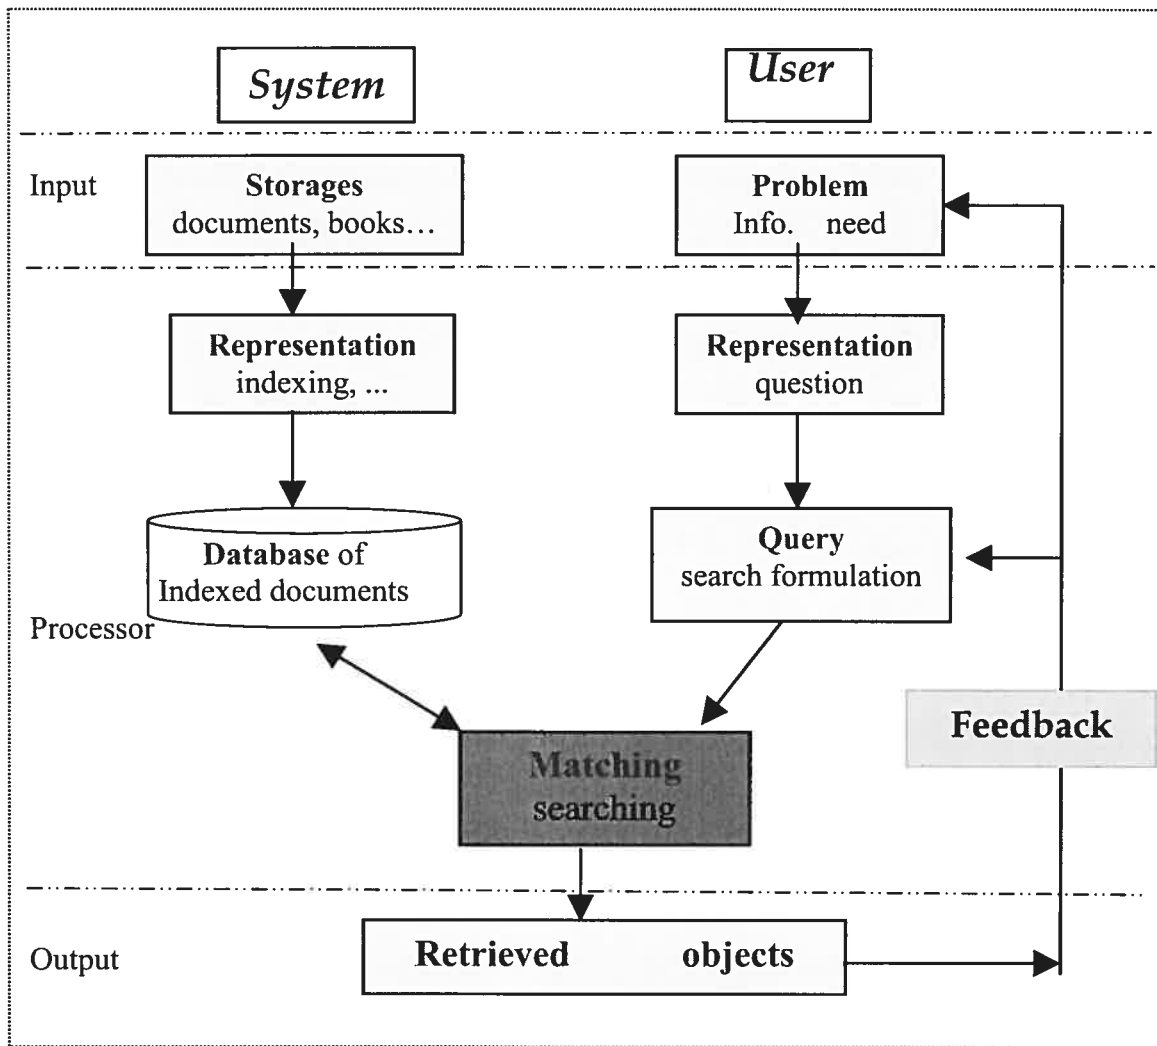 System
User
Input
Storages
documents, books…
Problem
Info. need
Representation
indexing, ...
Representation
question
Database of
Indexed documents
Query
search formulation
Processor
Matching
searching
Feedback
Output
Retrieved objects